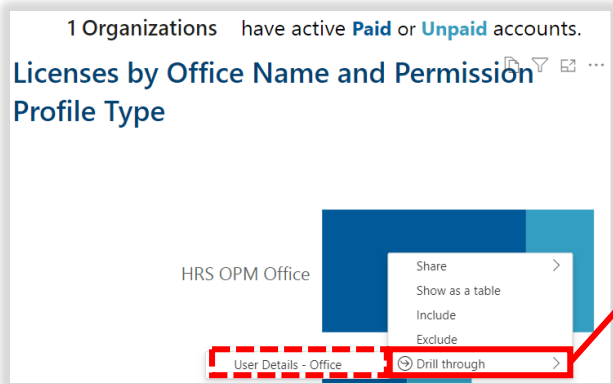 1 Organizations have active Paid or Unpaid accounts.
Licenses by Office Name and Permission
Profile Type
HRS OPM Office
Share
Show as a table
Include
Exclude
User Details - Office
Drill through